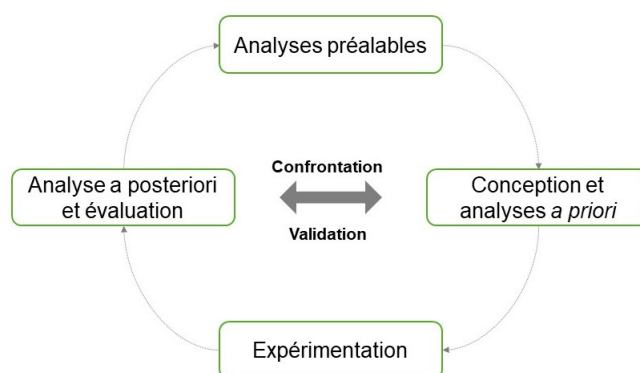 Analyses préalables
Confrontation
Analyse a posteriori
et évaluation
Conception et
analyses a priori
Validation
Expérimentation